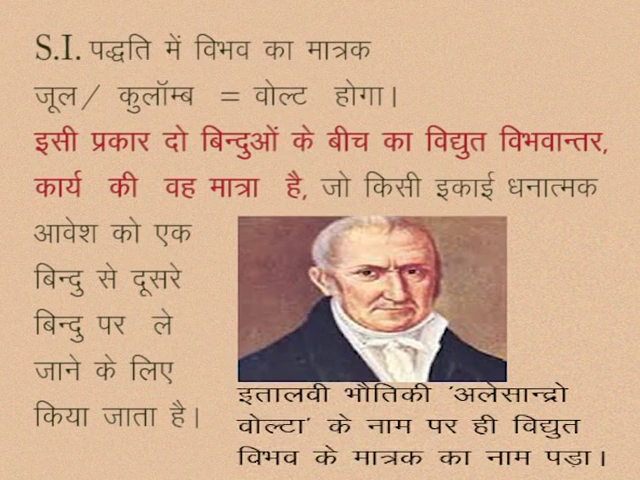 S.I. पद्धति में विभव का मात्रक
जूल/ कुलॉम्ब = वोल्ट होगा।
इसी प्रकार दो बिन्दुओं के बीच का विद्युत विभवान्तर,
कार्य की वह मात्रा है, जो किसी इकाई धनात्मक
आवेश को एक
बिन्दु से दूसरे
बिन्दु पर ले
जाने के लिए
किया जाता है।
इतालवी भौतिकी 'अलेसान्द्रो
वोल्टा' के नाम पर ही विद्युत
विभव के मात्रक का नाम पड़ा।